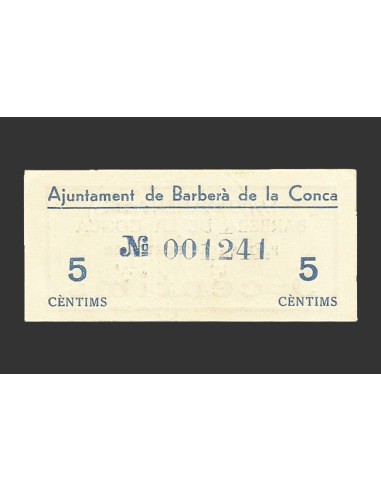 Ajuntament de Barberà de la Conca
Nº 001241
5 5
CÈNTIMS CÈNTIMS